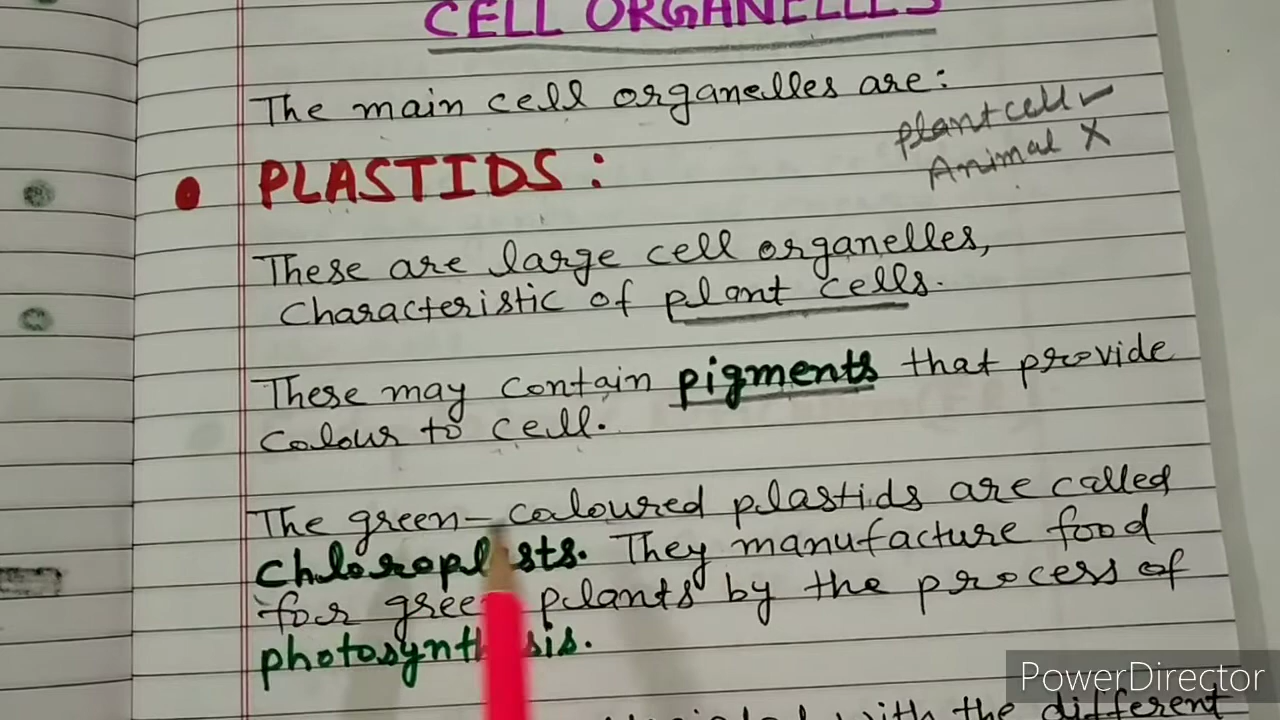 CELL ORGANELLES
The main cell organelles are:
Plant cell ✓
Animal X
• PLASTIDS:
These are large cell organelles,
characteristic of plant cells.
These may contain pigments that provide
colour to cell.
The green-coloured plastids are called
chloroplasts. They manufacture food
for green plants by the process of
photosynthesis.
with the different
PowerDirector